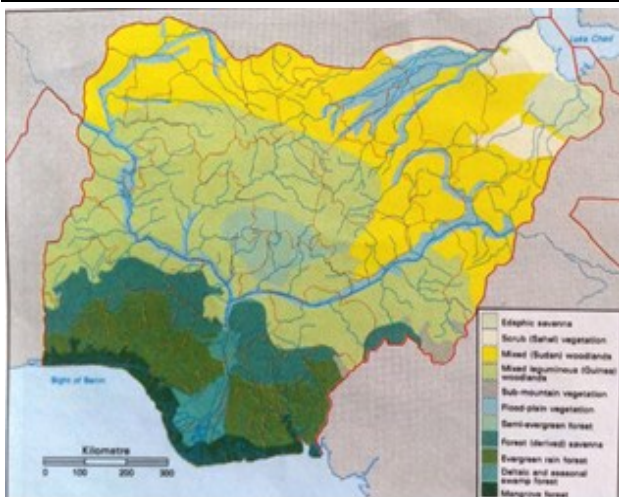 Lake Chad
Bight of Benin
Kilometre
0 100 200 300
Edaphic savanna
Scrub (Sahel) vegetation
Mixed (Sudan) woodlands
Mixed leguminous (Guinea)
woodlands
Sub-mountain vegetation
Flood-plain vegetation
Semi-evergreen forest
Forest (derived) savanna
Evergreen rain forest
Deltaic and seasonal
swamp forest
Mangrove forest